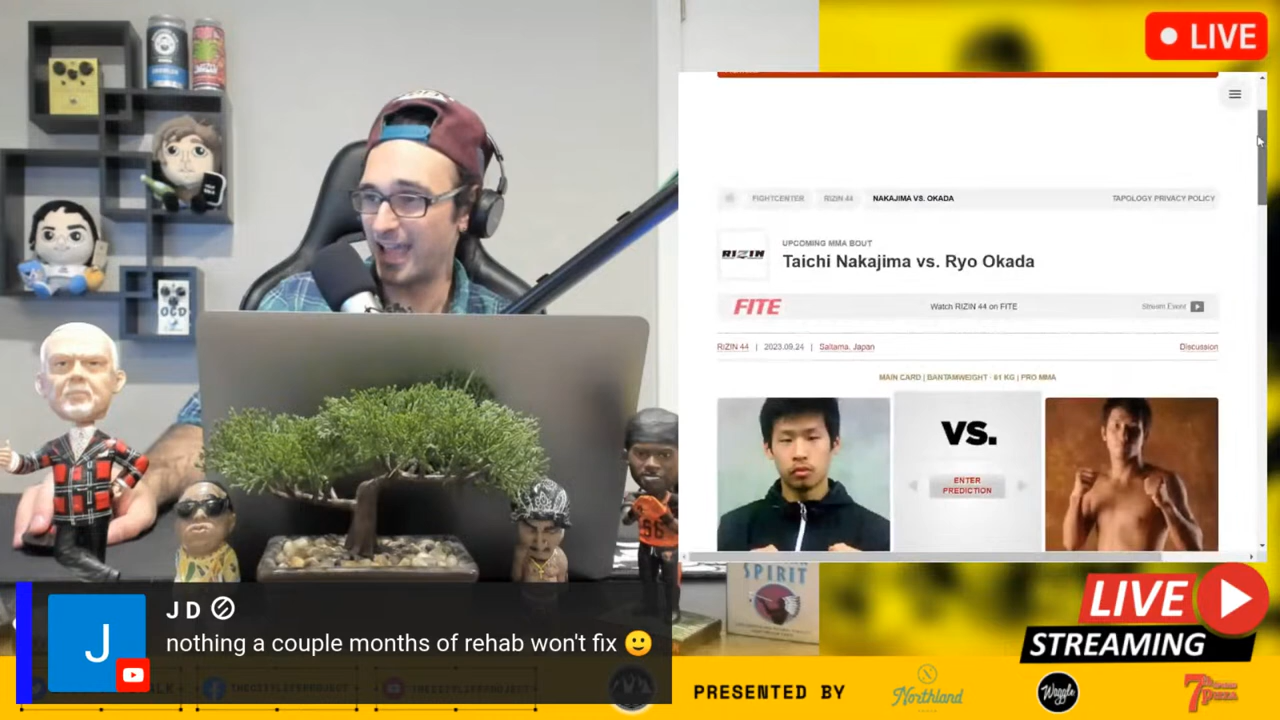 LIVE
FIGHTCENTER
RIZIN 44
NAKAJIMA VS. OKADA
TAPOLOGY PRIVACY POLICY
RIZIN
UPCOMING MMA BOUT
Taichi Nakajima vs. Ryo Okada
FITE
Watch RIZIN 44 on FITE
Stream Event
RIZIN 44 | 2023.09.24 | Saitama, Japan
Discussion
MAIN CARD | BANTAMWEIGHT · 61 KG | PRO MMA
VS.
ENTER
PREDICTION
OCD
SPIRIT
J
J D
nothing a couple months of rehab won't fix 🙂
LIVE
STREAMING
PRESENTED BY
Northland
Waggle